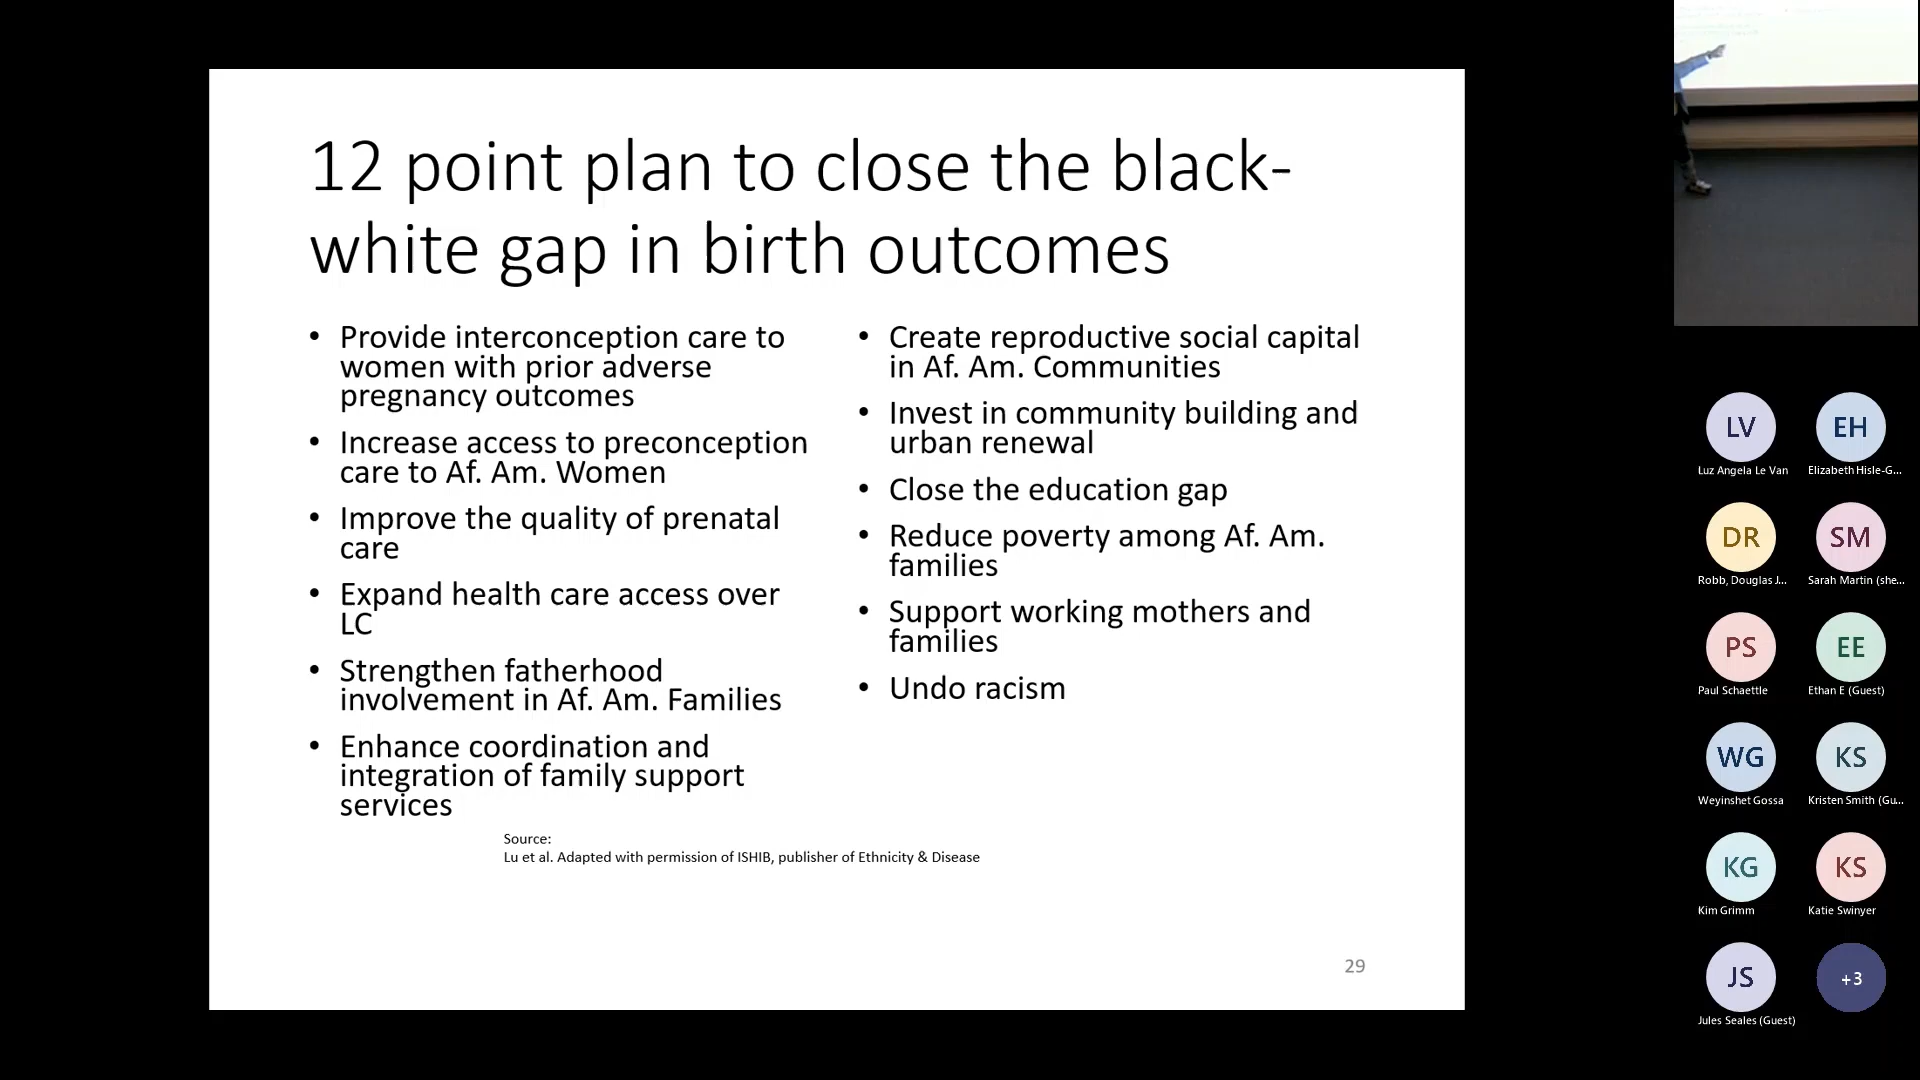 12 point plan to close the black-
white gap in birth outcomes
• Provide interconception care to
women with prior adverse
pregnancy outcomes
• Increase access to preconception
care to Af. Am. Women
• Improve the quality of prenatal
care
• Expand health care access over
LC
• Strengthen fatherhood
involvement in Af. Am. Families
• Enhance coordination and
integration of family support
services
• Create reproductive social capital
in Af. Am. Communities
• Invest in community building and
urban renewal
• Close the education gap
• Reduce poverty among Af. Am.
families
• Support working mothers and
families
• Undo racism
Source:
Lu et al. Adapted with permission of ISHIB, publisher of Ethnicity & Disease
29
LV
Luz Angela Le Van
EH
Elizabeth Hisle-G...
DR
Robb, Douglas J...
SM
Sarah Martin (she...
PS
Paul Schaettle
EE
Ethan E (Guest)
WG
Weyinshet Gossa
KS
Kristen Smith (Gu...
KG
Kim Grimm
KS
Katie Swinyer
JS
Jules Seales (Guest)
+3